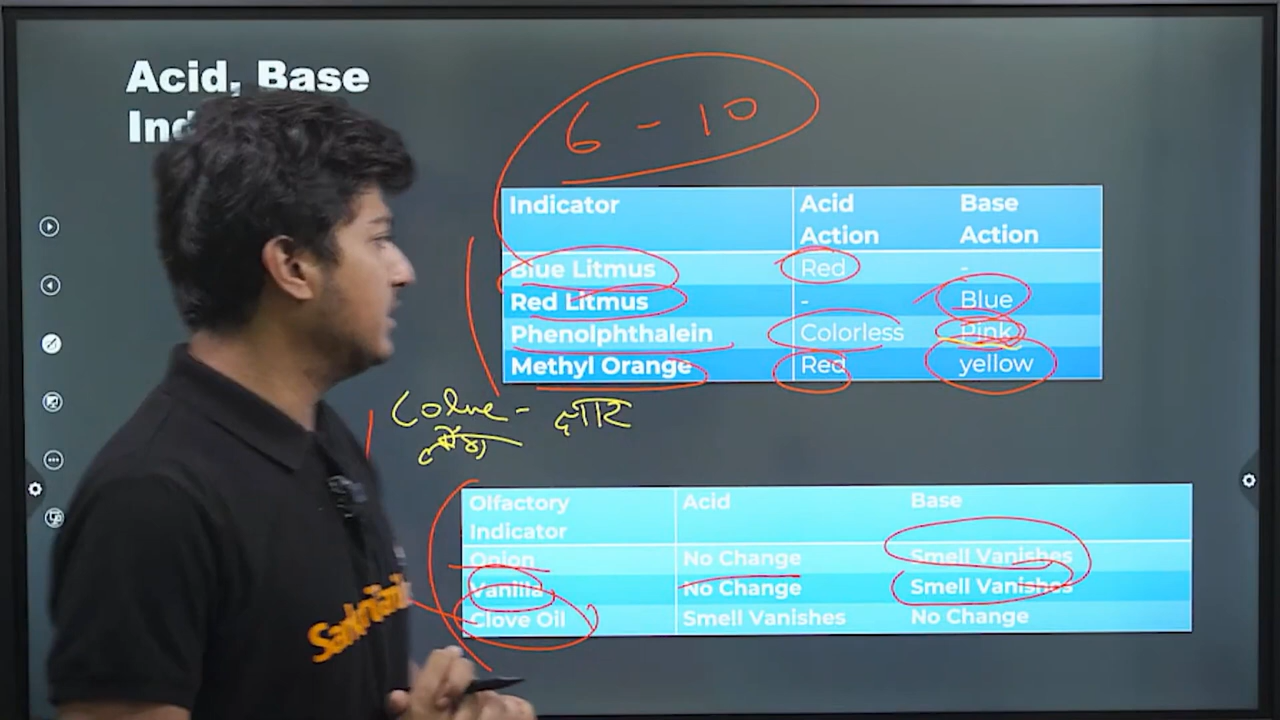 Acid, Base
Ind
6 - 10
Indicator Acid Action Base Action
Blue Litmus Red -
Red Litmus - Blue
Phenolphthalein Colorless Pink
Methyl Orange Red yellow
Olfactory Indicator Acid Base
Onion No Change Smell Vanishes
Vanilla No Change Smell Vanishes
Clove Oil Smell Vanishes No Change